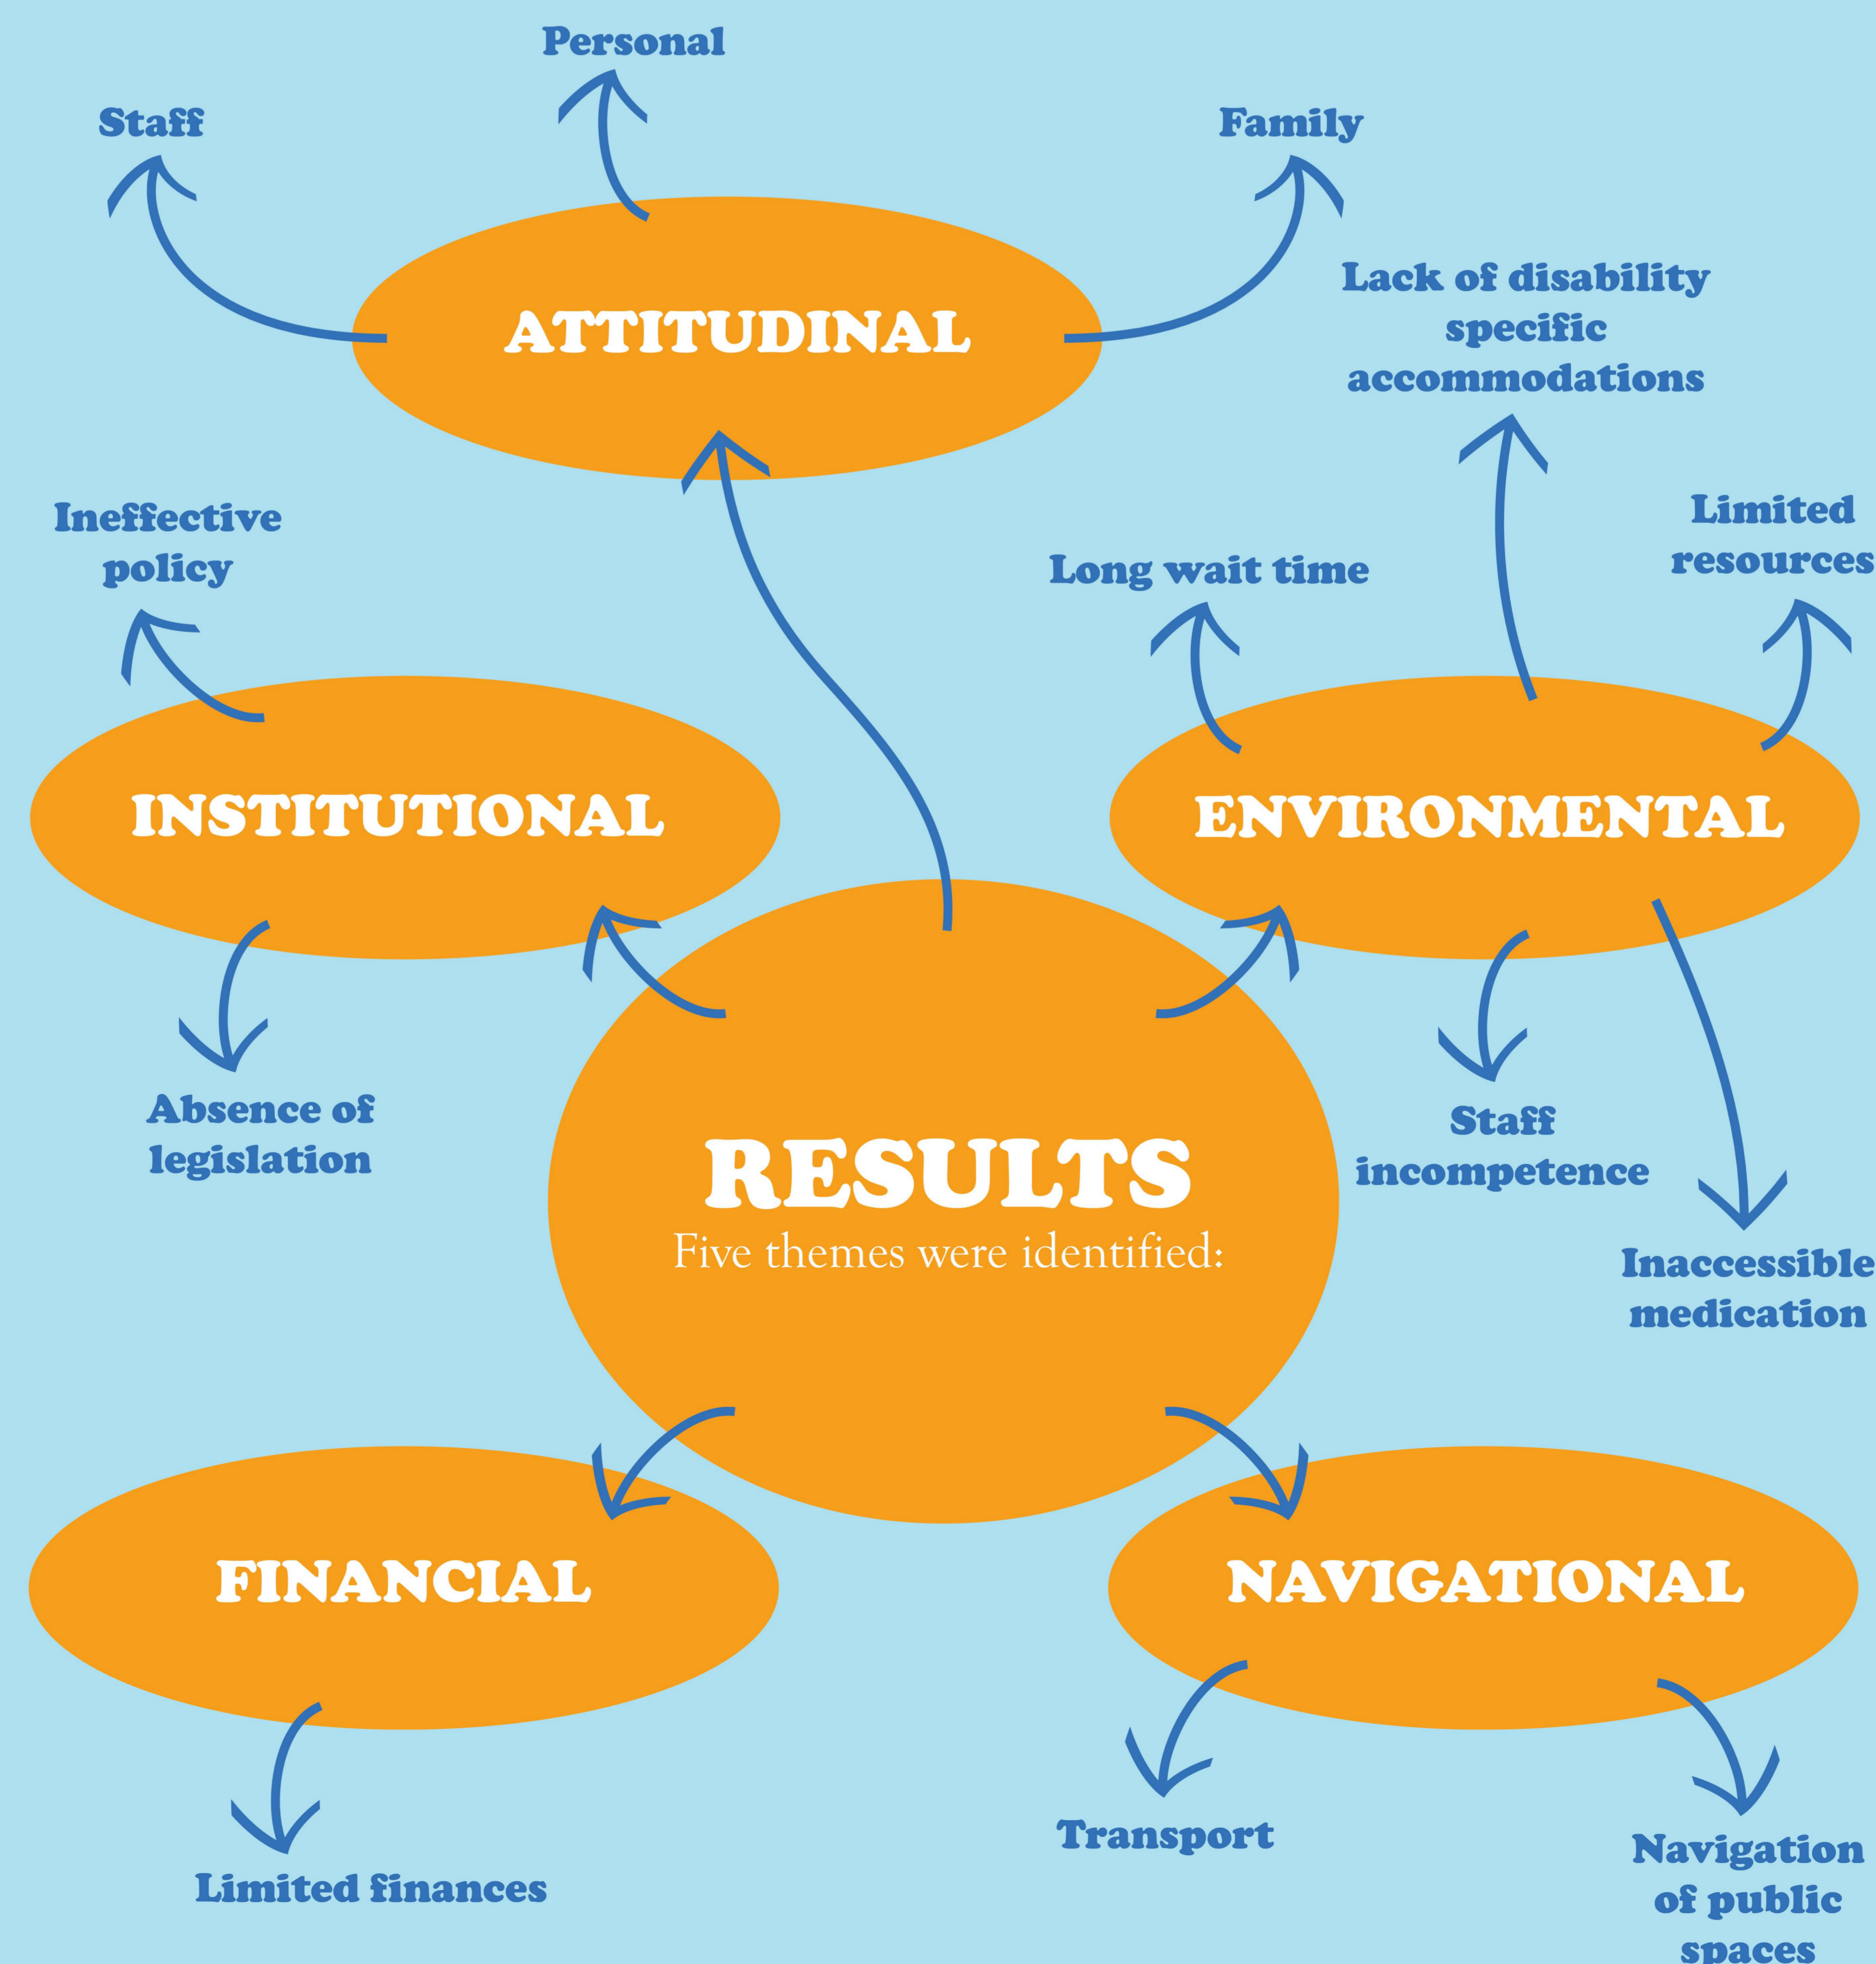 Personal
Staff
Family
ATTITUDINAL
Lack of disability
specific
accommodations
Ineffective
policy
Long wait time
Limited
resources
INSTITUTIONAL
ENVIRONMENTAL
Absence of
legislation
Staff
incompetence
Inaccessible
medication
RESULTS
Five themes were identified:
FINANCIAL
NAVIGATIONAL
Limited finances
Transport
Navigation
of public
spaces